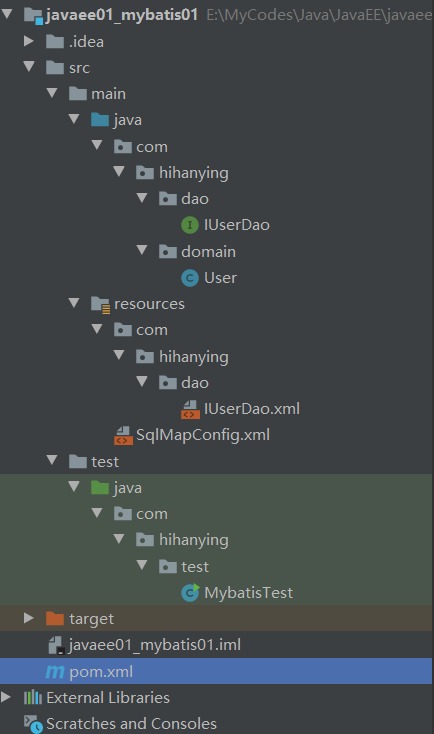 javaee01_mybatis01 E:\MyCodes\Java\JavaEE\javaee
.idea
src
main
java
com
hihanying
dao
IUserDao
domain
User
resources
com
hihanying
dao
IUserDao.xml
SqlMapConfig.xml
test
java
com
hihanying
test
MybatisTest
target
javaee01_mybatis01.iml
pom.xml
External Libraries
Scratches and Consoles